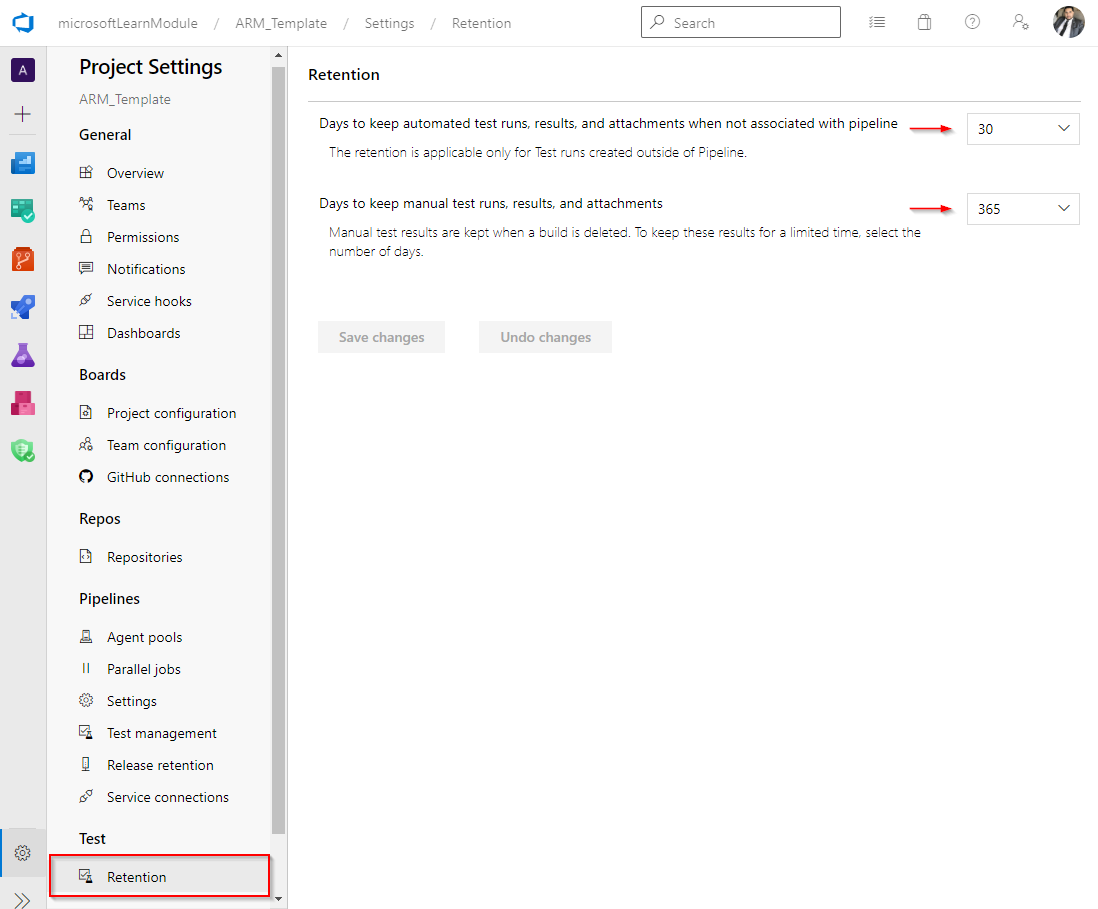 microsoftLearnModule / ARM_Template / Settings / Retention
Search
A
Project Settings
ARM_Template
General
Overview
Teams
Permissions
Notifications
Service hooks
Dashboards
Boards
Project configuration
Team configuration
GitHub connections
Repos
Repositories
Pipelines
Agent pools
Parallel jobs
Settings
Test management
Release retention
Service connections
Test
Retention
Retention
Days to keep automated test runs, results, and attachments when not associated with pipeline
30
The retention is applicable only for Test runs created outside of Pipeline.
Days to keep manual test runs, results, and attachments
365
Manual test results are kept when a build is deleted. To keep these results for a limited time, select the
number of days.
Save changes
Undo changes